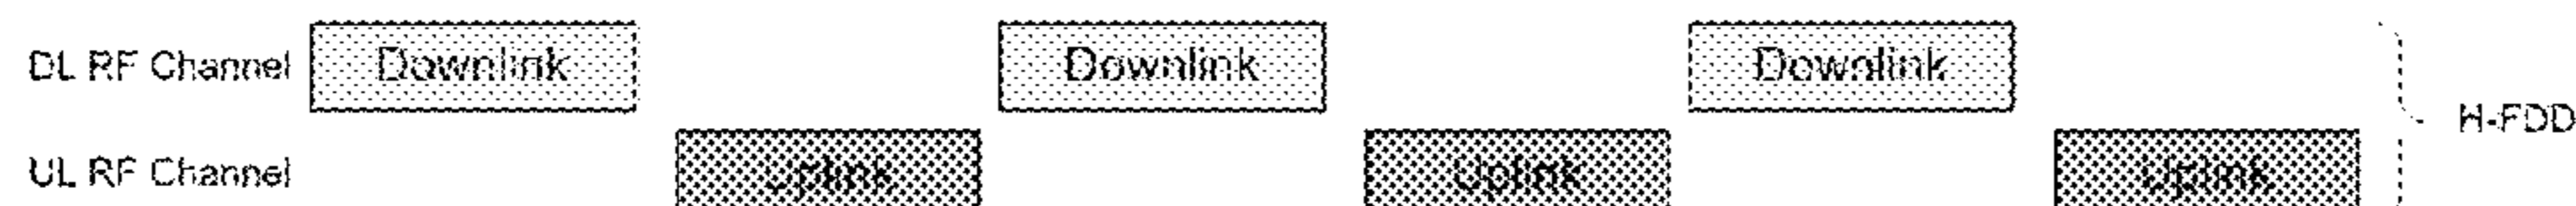 DL RF Channel Downlink Downlink Downlink
H-FDD
UL RF Channel Uplink Uplink Uplink